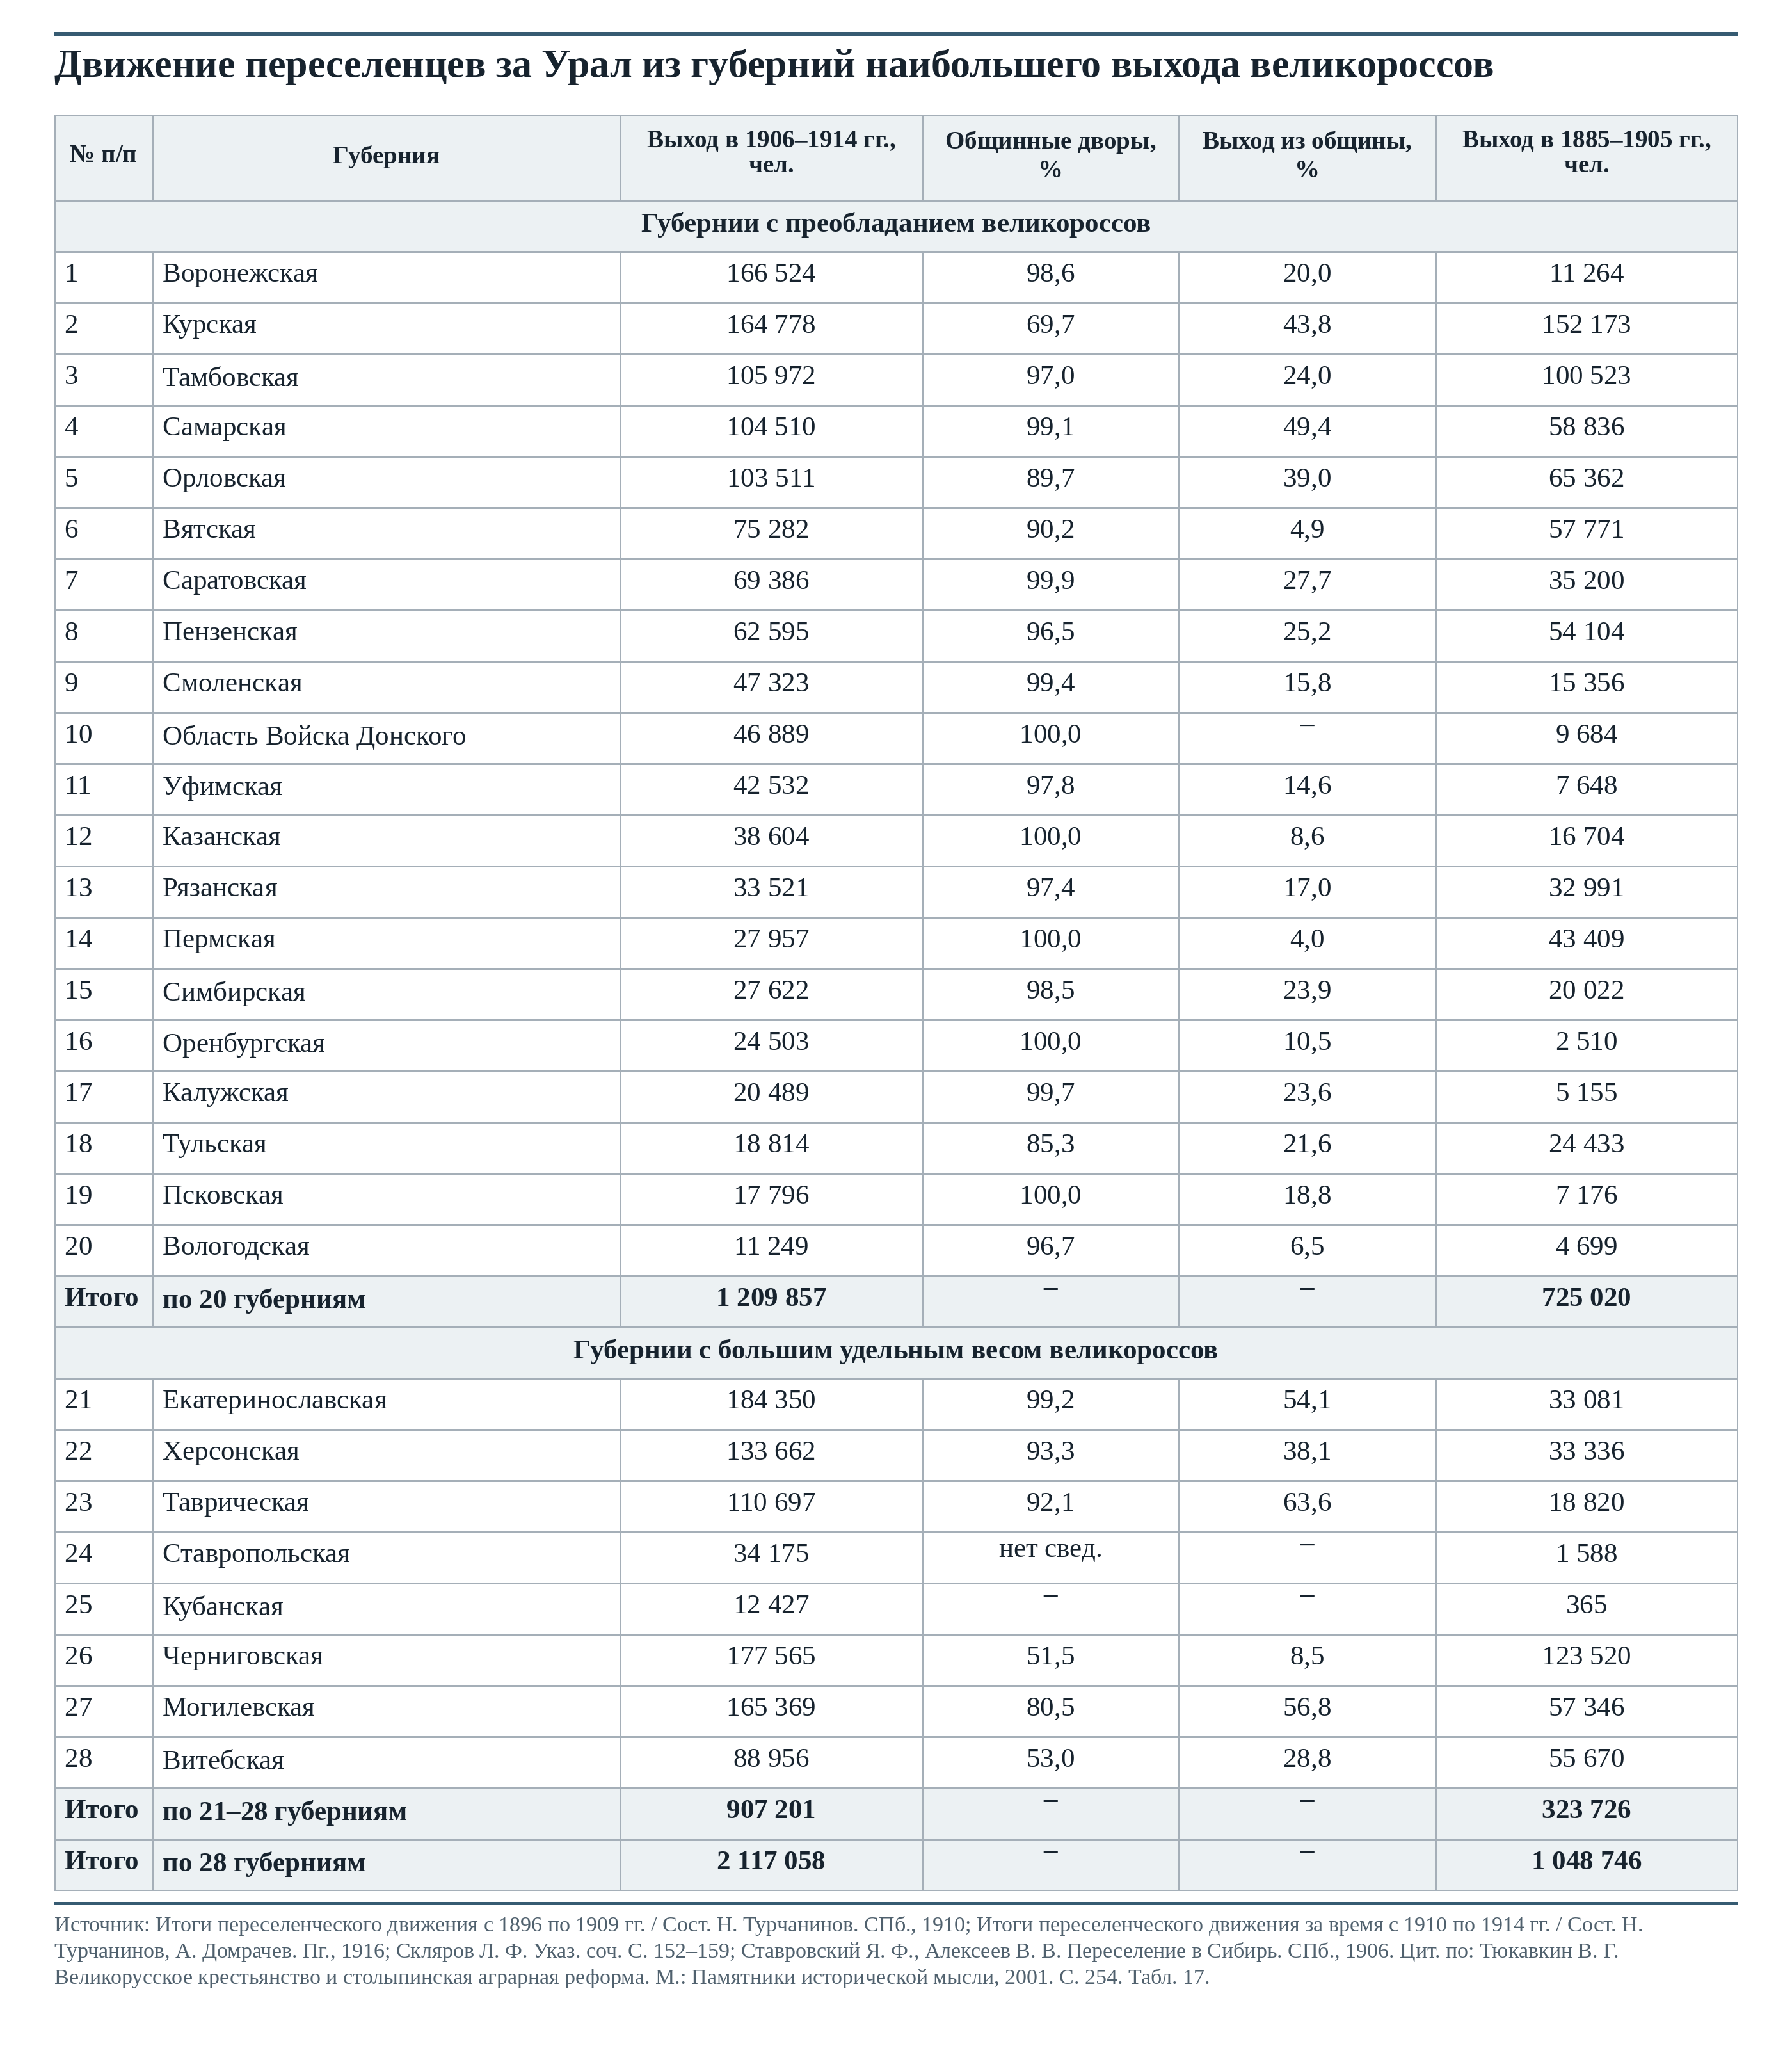 Движение переселенцев за Урал из губерний наибольшего выхода великороссов
№ п/п Губерния Выход в 1906–1914 гг., чел. Общинные дворы, % Выход из общины, % Выход в 1885–1905 гг., чел.
Губернии с преобладанием великороссов
1 Воронежская 166 524 98,6 20,0 11 264
2 Курская 164 778 69,7 43,8 152 173
3 Тамбовская 105 972 97,0 24,0 100 523
4 Самарская 104 510 99,1 49,4 58 836
5 Орловская 103 511 89,7 39,0 65 362
6 Вятская 75 282 90,2 4,9 57 771
7 Саратовская 69 386 99,9 27,7 35 200
8 Пензенская 62 595 96,5 25,2 54 104
9 Смоленская 47 323 99,4 15,8 15 356
10 Область Войска Донского 46 889 100,0 – 9 684
11 Уфимская 42 532 97,8 14,6 7 648
12 Казанская 38 604 100,0 8,6 16 704
13 Рязанская 33 521 97,4 17,0 32 991
14 Пермская 27 957 100,0 4,0 43 409
15 Симбирская 27 622 98,5 23,9 20 022
16 Оренбургская 24 503 100,0 10,5 2 510
17 Калужская 20 489 99,7 23,6 5 155
18 Тульская 18 814 85,3 21,6 24 433
19 Псковская 17 796 100,0 18,8 7 176
20 Вологодская 11 249 96,7 6,5 4 699
Итого по 20 губерниям 1 209 857 – – 725 020
Губернии с большим удельным весом великороссов
21 Екатеринославская 184 350 99,2 54,1 33 081
22 Херсонская 133 662 93,3 38,1 33 336
23 Таврическая 110 697 92,1 63,6 18 820
24 Ставропольская 34 175 нет свед. – 1 588
25 Кубанская 12 427 – – 365
26 Черниговская 177 565 51,5 8,5 123 520
27 Могилевская 165 369 80,5 56,8 57 346
28 Витебская 88 956 53,0 28,8 55 670
Итого по 21–28 губерниям 907 201 – – 323 726
Итого по 28 губерниям 2 117 058 – – 1 048 746
Источник: Итоги переселенческого движения с 1896 по 1909 гг. / Сост. Н. Турчанинов. СПб., 1910; Итоги переселенческого движения за время с 1910 по 1914 гг. / Сост. Н.
Турчанинов, А. Домрачев. Пг., 1916; Скляров Л. Ф. Указ. соч. С. 152–159; Ставровский Я. Ф., Алексеев В. В. Переселение в Сибирь. СПб., 1906. Цит. по: Тюкавкин В. Г.
Великорусское крестьянство и столыпинская аграрная реформа. М.: Памятники исторической мысли, 2001. С. 254. Табл. 17.